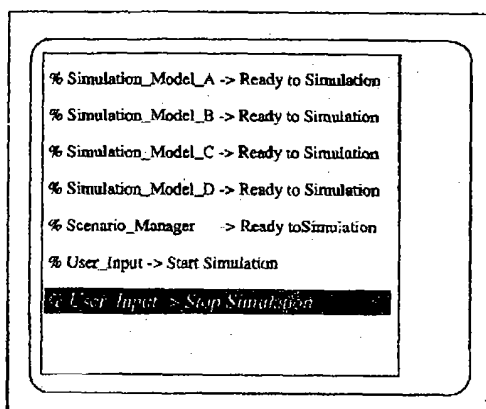 % Simulation_Model_A -> Ready to Simulation
% Simulation_Model_B -> Ready to Simulation
% Simulation_Model_C -> Ready to Simulation
% Simulation_Model_D -> Ready to Simulation
% Scenario_Manager -> Ready toSimulation
% User_Input -> Start Simulation
% User_Input -> Stop Simulation